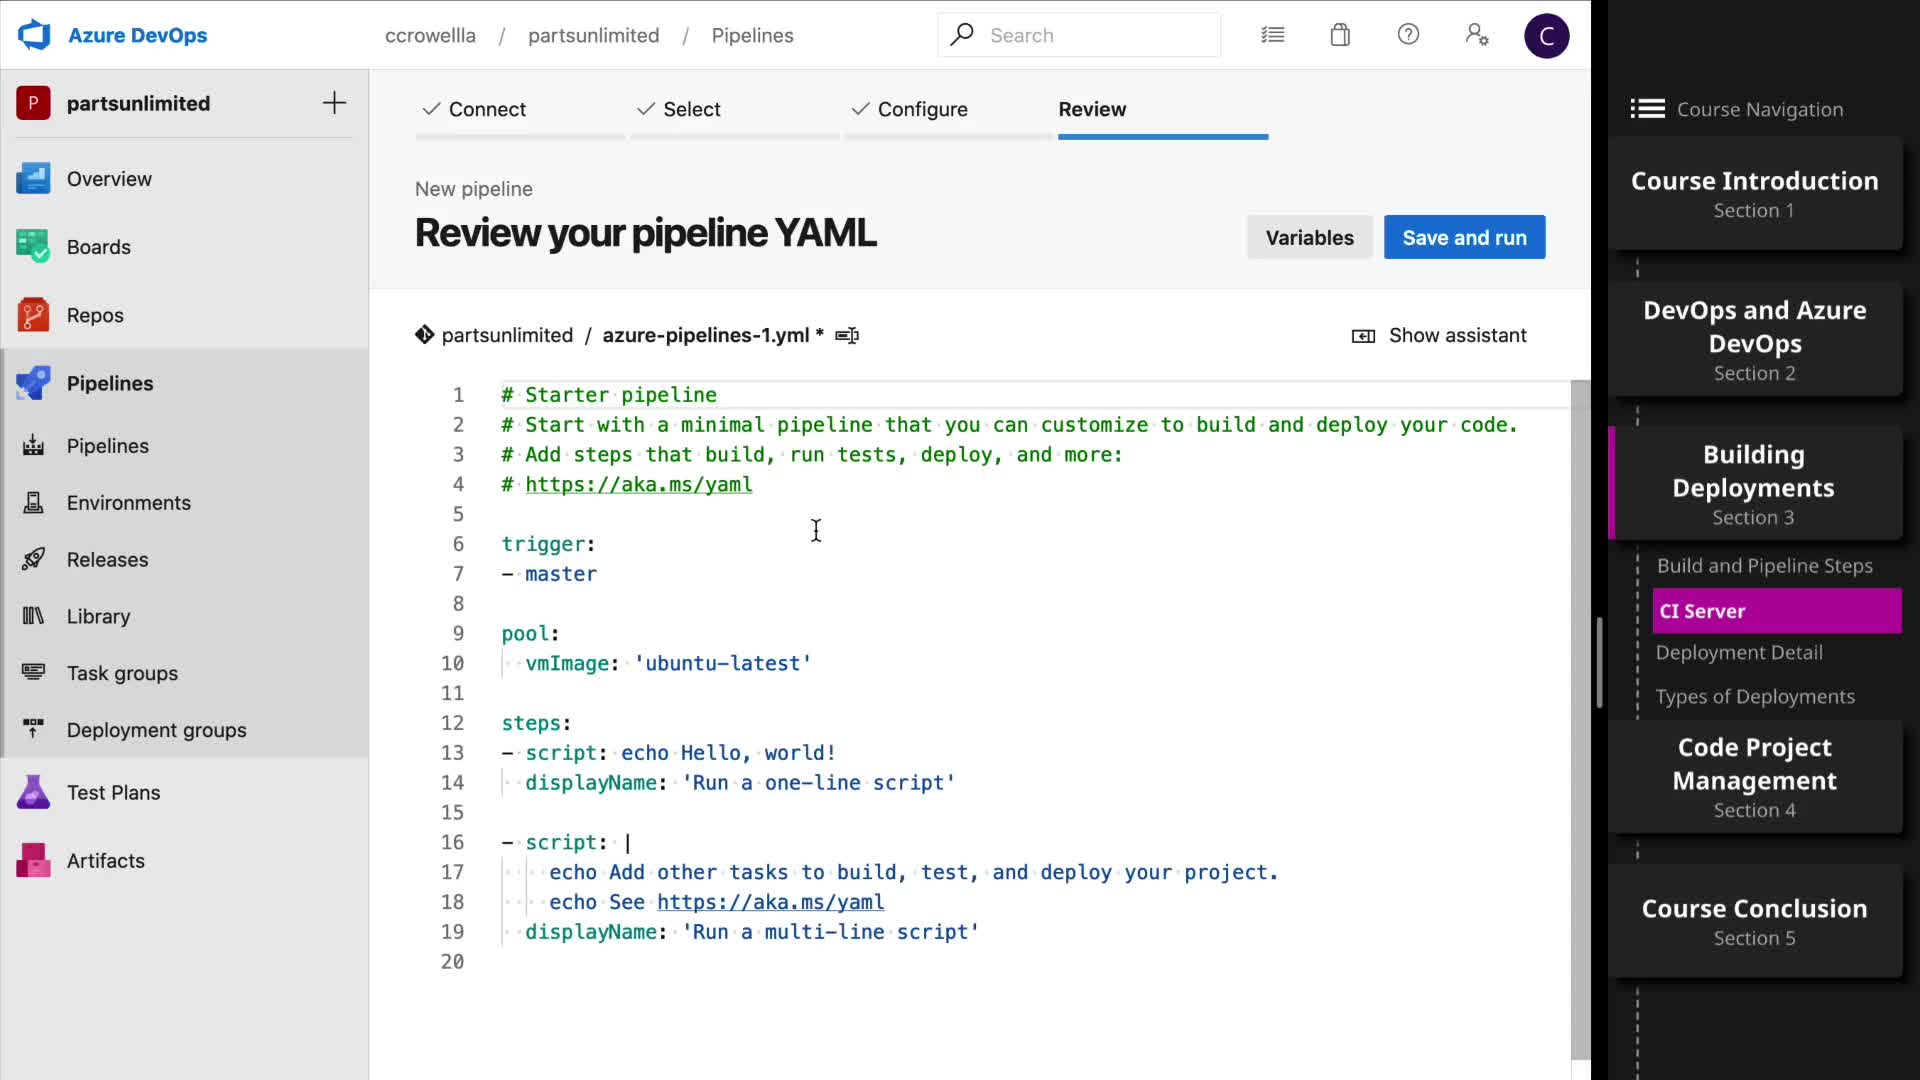 Azure DevOps
ccrowellla / partsunlimited / Pipelines
Search
C
P
partsunlimited
Overview
Boards
Repos
Pipelines
Pipelines
Environments
Releases
Library
Task groups
Deployment groups
Test Plans
Artifacts
Connect
Select
Configure
Review
New pipeline
Review your pipeline YAML
Variables
Save and run
partsunlimited / azure-pipelines-1.yml *
Show assistant
1 # Starter pipeline
2 # Start with a minimal pipeline that you can customize to build and deploy your code.
3 # Add steps that build, run tests, deploy, and more:
4 # https://aka.ms/yaml
5
6 trigger:
7 - master
8
9 pool:
10   vmImage: 'ubuntu-latest'
11
12 steps:
13 - script: echo Hello, world!
14   displayName: 'Run a one-line script'
15
16 - script: |
17     echo Add other tasks to build, test, and deploy your project.
18     echo See https://aka.ms/yaml
19   displayName: 'Run a multi-line script'
20
Course Navigation
Course Introduction
Section 1
DevOps and Azure
DevOps
Section 2
Building
Deployments
Section 3
Build and Pipeline Steps
CI Server
Deployment Detail
Types of Deployments
Code Project
Management
Section 4
Course Conclusion
Section 5